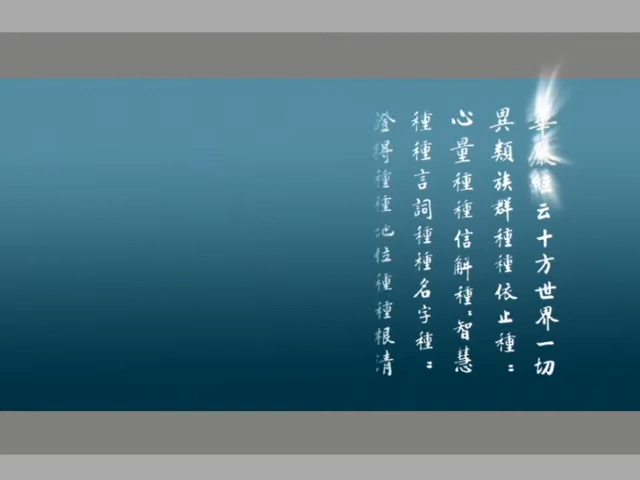 華嚴經云十方世界一切
異類族群種種依止種〻
心量種種信解種〻智慧
種種言詞種種名字種〻
證得種種地位種種根清